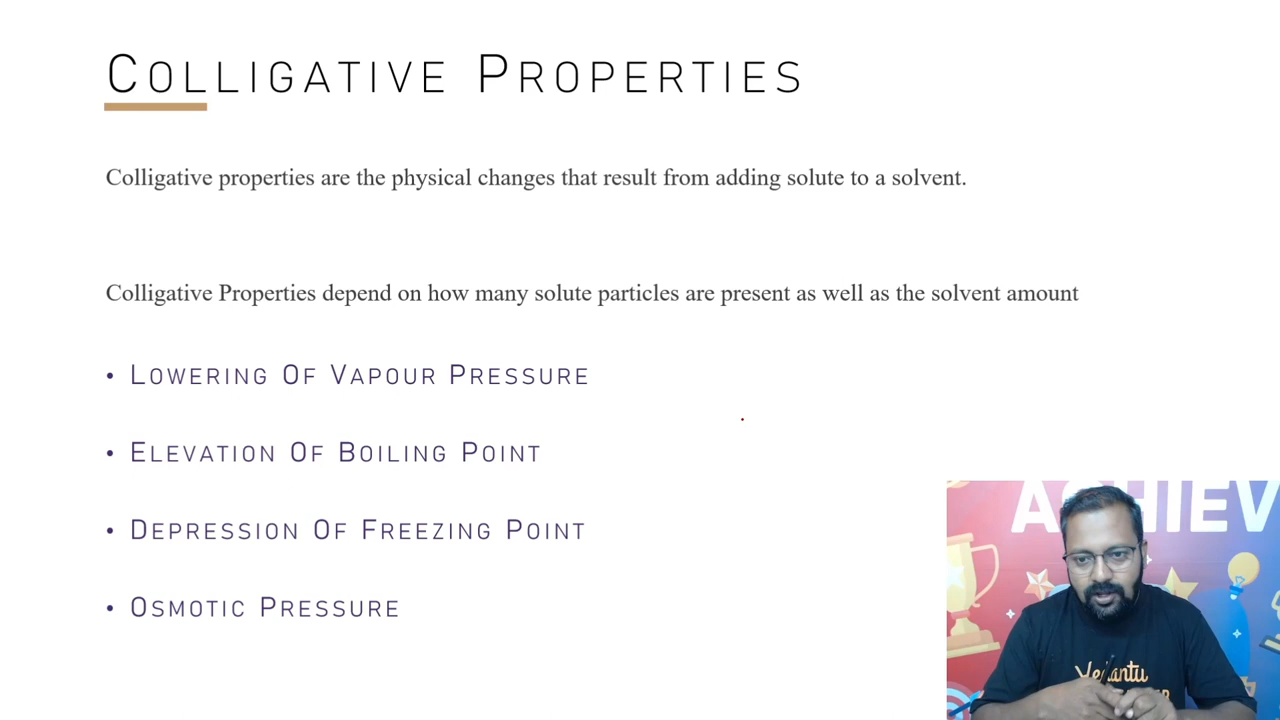 COLLIGATIVE PROPERTIES
Colligative properties are the physical changes that result from adding solute to a solvent.
Colligative Properties depend on how many solute particles are present as well as the solvent amount
• LOWERING OF VAPOUR PRESSURE
• ELEVATION OF BOILING POINT
• DEPRESSION OF FREEZING POINT
• OSMOTIC PRESSURE
Vedantu